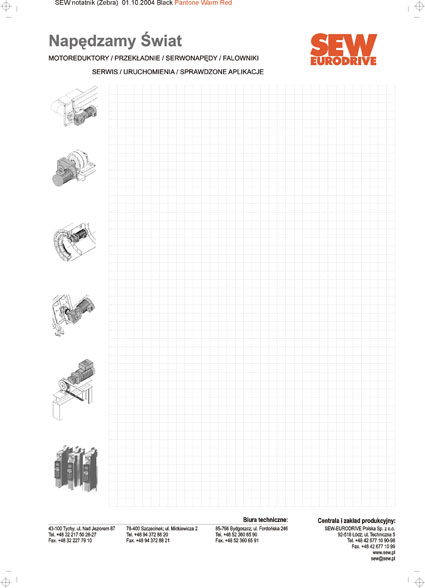 SEW notatnik (Zebra) 01.10.2004 Black Pantone Warm Red
Napędzamy Świat
SEW
EURODRIVE
MOTOREDUKTORY / PRZEKŁADNIE / SERWONAPĘDY / FALOWNIKI
SERWIS / URUCHOMIENIA / SPRAWDZONE APLIKACJE
Biura techniczne:
43-100 Tychy; ul. Nad Jeziorem 87
Tel. +48 32 217 50 26-27
Fax. +48 32 227 79 10
78-400 Szczecinek; ul. Mickiewicza 2
Tel. +48 94 372 88 20
Fax. +48 94 372 88 21
85-768 Bydgoszcz; ul. Fordońska 246
Tel. +48 52 360 65 90
Fax. +48 52 360 65 91
Centrala i zakład produkcyjny:
SEW-EURODRIVE Polska Sp. z o.o.
92-518 Łódź; ul. Techniczna 5
Tel. +48 42 677 10 90-98
Fax. +48 42 677 10 99
www.sew.pl
sew@sew.pl